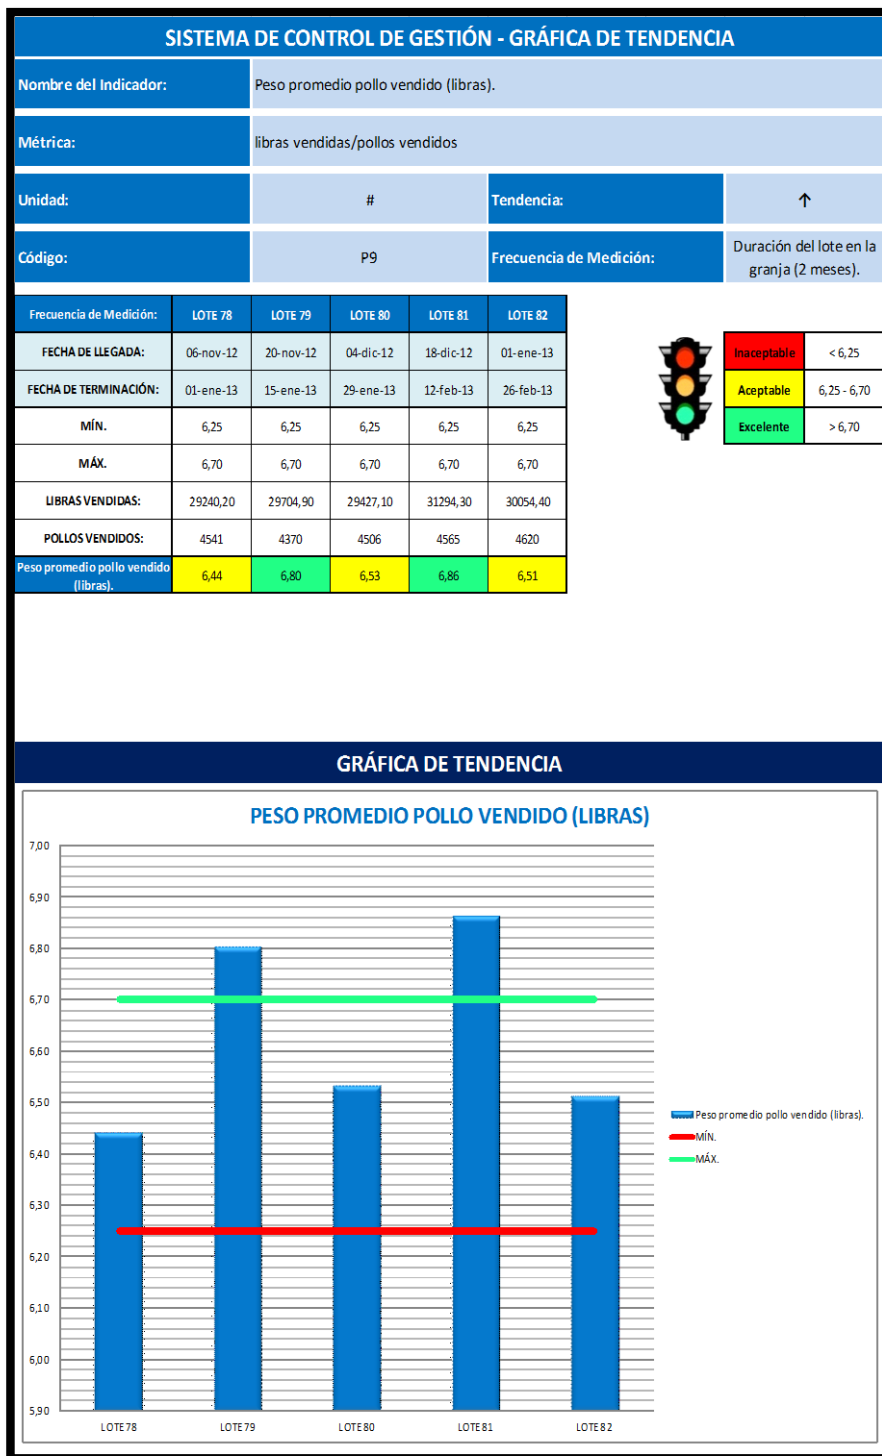 SISTEMA DE CONTROL DE GESTIÓN - GRÁFICA DE TENDENCIA
Nombre del Indicador: Peso promedio pollo vendido (libras).
Métrica: libras vendidas/pollos vendidos
Unidad: # Tendencia: ↑
Código: P9 Frecuencia de Medición: Duración del lote en la
granja (2 meses).
Frecuencia de Medición: LOTE 78 LOTE 79 LOTE 80 LOTE 81 LOTE 82
FECHA DE LLEGADA: 06-nov-12 20-nov-12 04-dic-12 18-dic-12 01-ene-13
FECHA DE TERMINACIÓN: 01-ene-13 15-ene-13 29-ene-13 12-feb-13 26-feb-13
MÍN. 6,25 6,25 6,25 6,25 6,25
MÁX. 6,70 6,70 6,70 6,70 6,70
LIBRAS VENDIDAS: 29240,20 29704,90 29427,10 31294,30 30054,40
POLLOS VENDIDOS: 4541 4370 4506 4565 4620
Peso promedio pollo vendido
(libras). 6,44 6,80 6,53 6,86 6,51
Inaceptable < 6,25
Aceptable 6,25 - 6,70
Excelente > 6,70
GRÁFICA DE TENDENCIA
PESO PROMEDIO POLLO VENDIDO (LIBRAS)
7,00
6,90
6,80
6,70
6,60
6,50
6,40
6,30
6,20
6,10
6,00
5,90
LOTE 78 LOTE 79 LOTE 80 LOTE 81 LOTE 82
Peso promedio pollo vendido (libras).
MÍN.
MÁX.